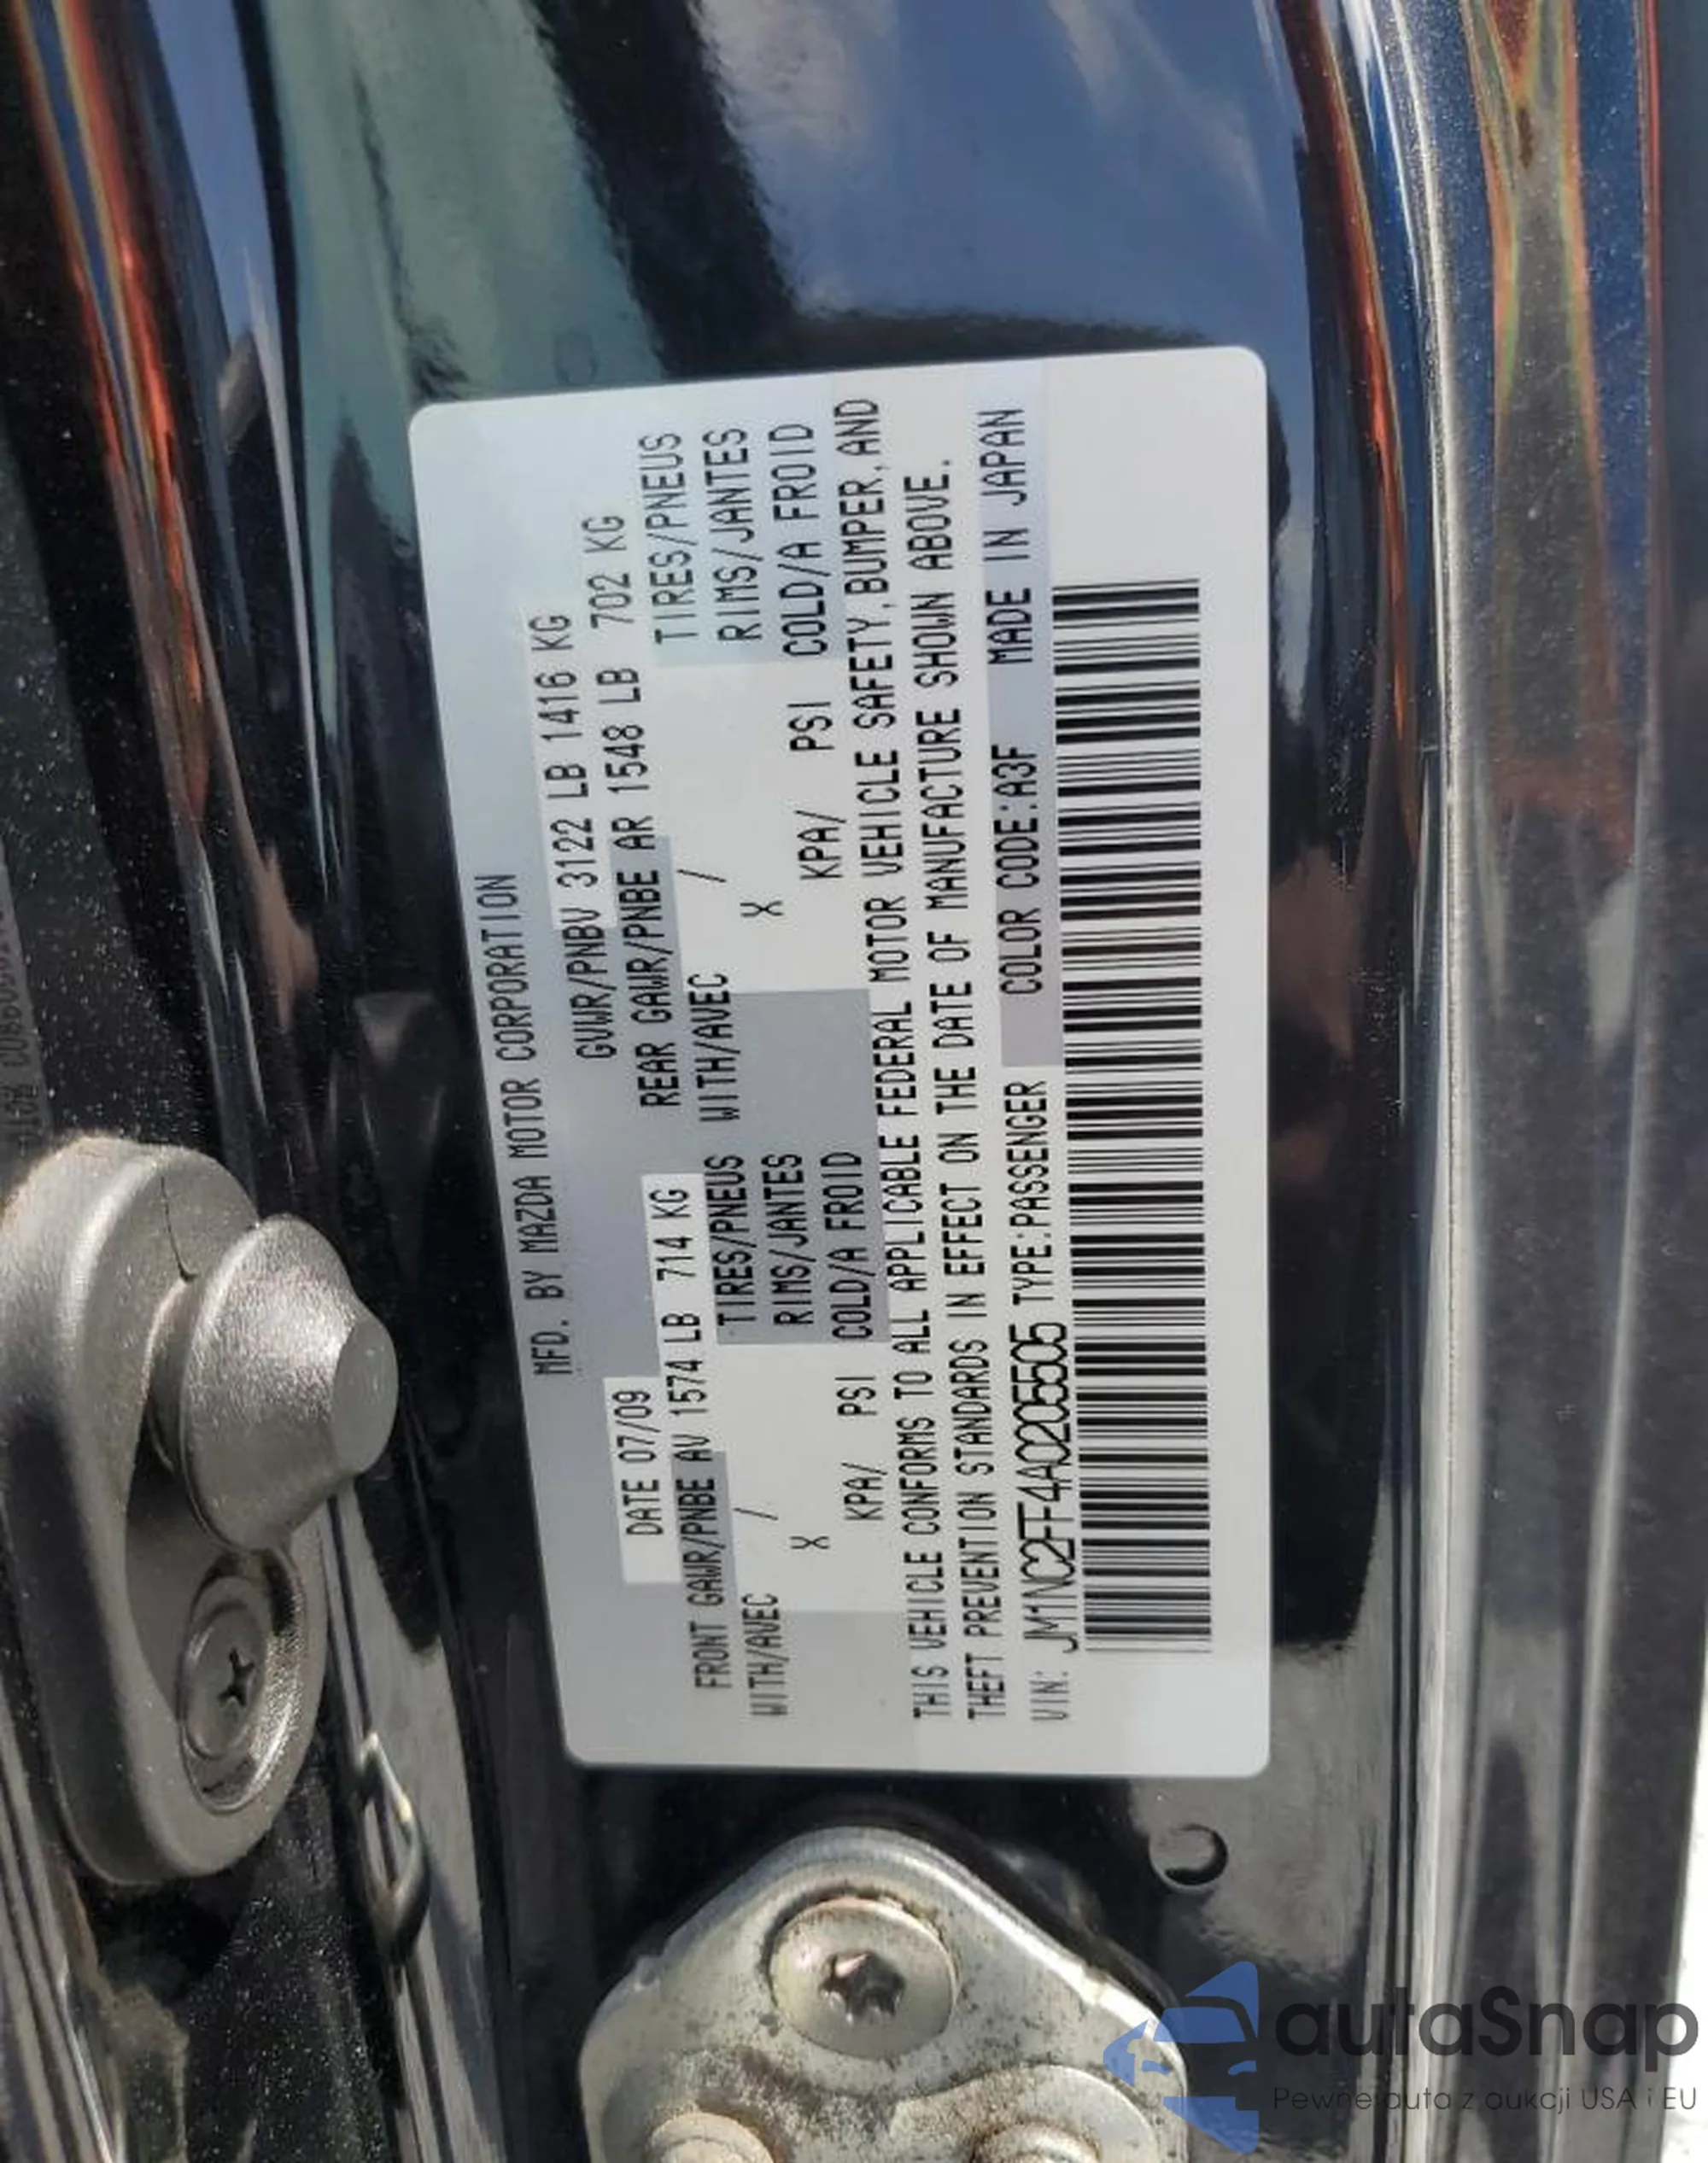 MFD. BY MAZDA MOTOR CORPORATION
DATE 07/09 GVWR/PNBV 3122 LB 1416 KG
FRONT GAWR/PNBE AV 1574 LB 714 KG REAR GAWR/PNBE AR 1548 LB 702 KG
WITH/AVEC / TIRES/PNEUS WITH/AVEC / TIRES/PNEUS
X RIMS/JANTES X RIMS/JANTES
KPA/ PSI COLD/A FROID KPA/ PSI COLD/A FROID
THIS VEHICLE CONFORMS TO ALL APPLICABLE FEDERAL MOTOR VEHICLE SAFETY,BUMPER,AND
THEFT PREVENTION STANDARDS IN EFFECT ON THE DATE OF MANUFACTURE SHOWN ABOVE.
VIN: JM1NC2FF4A0205505 TYPE:PASSENGER COLOR CODE:A3F MADE IN JAPAN
autaSnap
Pewne auta z aukcji USA i EU